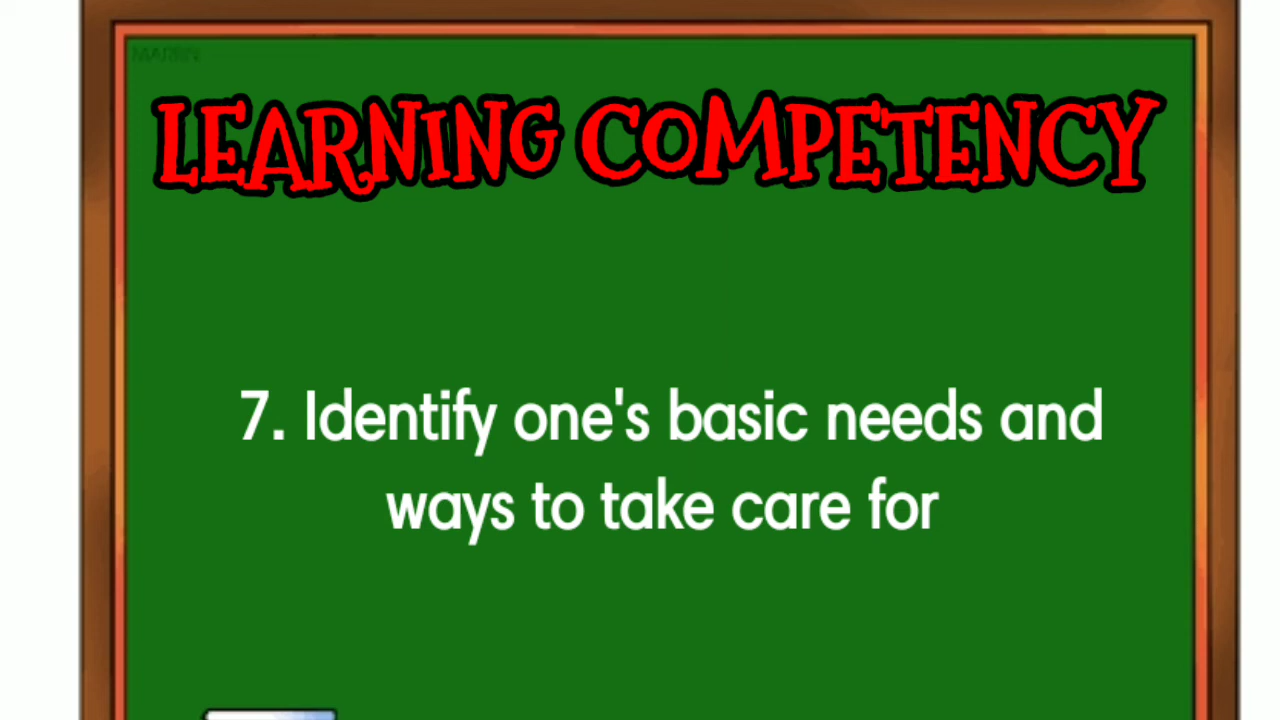 LEARNING COMPETENCY
7. Identify one's basic needs and
ways to take care for